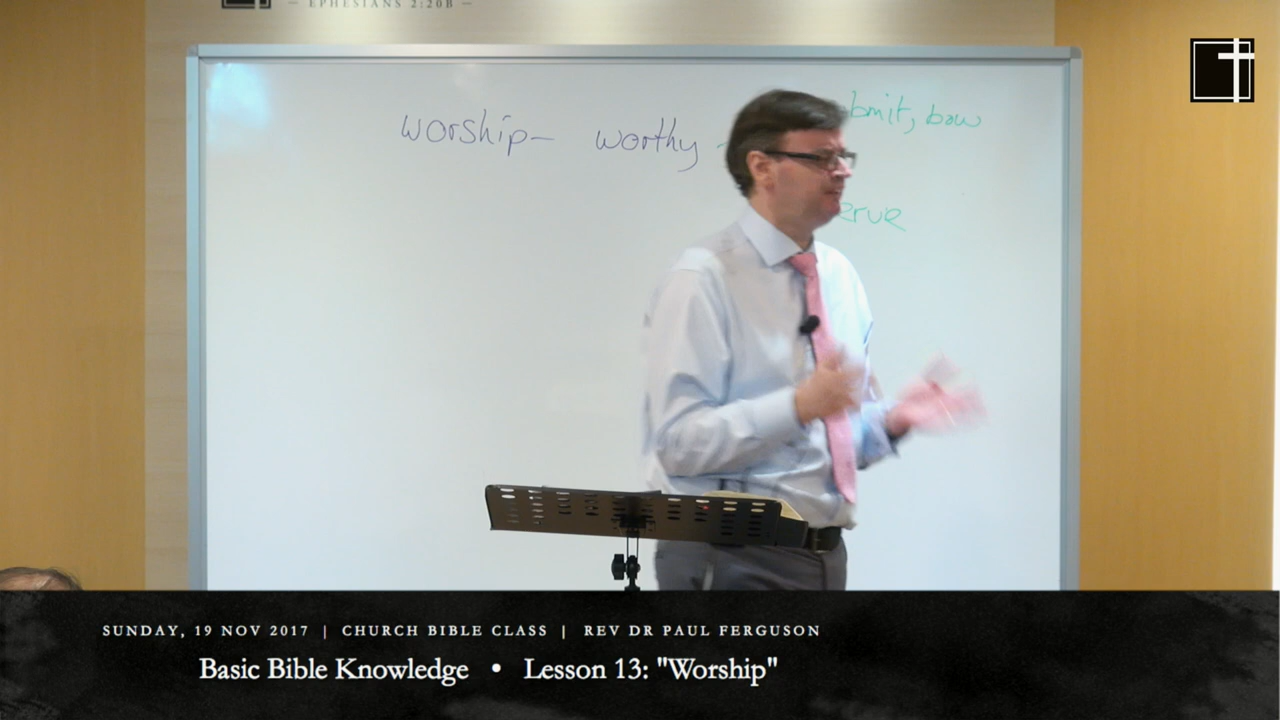 — EPHESIANS 2:20B —
worship – worthy
bmit, bow
erve
SUNDAY, 19 NOV 2017 | CHURCH BIBLE CLASS | REV DR PAUL FERGUSON
Basic Bible Knowledge • Lesson 13: "Worship"